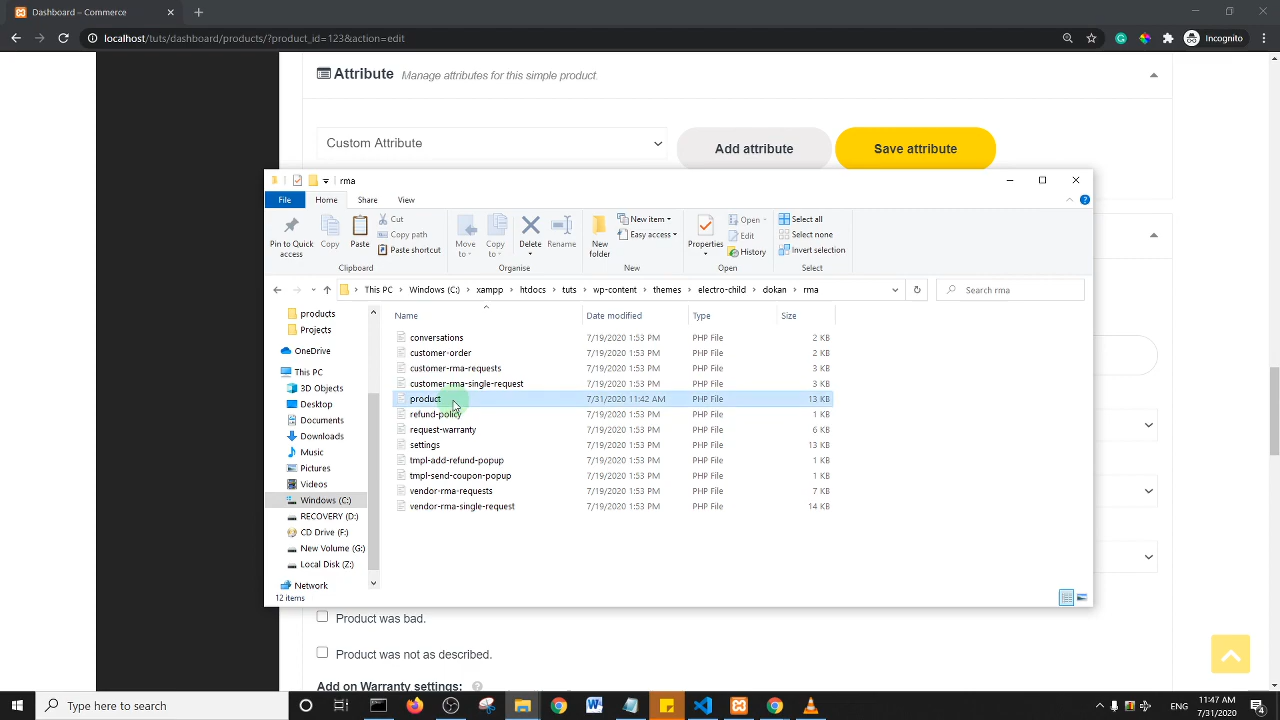 Dashboard – Commerce
localhost/tuts/dashboard/products/?product_id=123&action=edit
Incognito
Attribute Manage attributes for this simple product.
Custom Attribute
Add attribute
Save attribute
rma
File Home Share View
Pin to Quick access
Copy
Paste
Cut
Copy path
Paste shortcut
Clipboard
Move to
Copy to
Delete
Rename
Organise
New folder
New item
Easy access
New
Properties
Open
Edit
History
Open
Select all
Select none
Invert selection
Select
This PC > Windows (C:) > xampp > htdocs > tuts > wp-content > themes > electro-child > dokan > rma
Search rma
products
Projects
OneDrive
This PC
3D Objects
Desktop
Documents
Downloads
Music
Pictures
Videos
Windows (C:)
RECOVERY (D:)
CD Drive (F:)
New Volume (G:)
Local Disk (Z:)
Network
Name Date modified Type Size
conversations 7/19/2020 1:53 PM PHP File 2 KB
customer-order 7/19/2020 1:53 PM PHP File 2 KB
customer-rma-requests 7/19/2020 1:53 PM PHP File 3 KB
customer-rma-single-request 7/19/2020 1:53 PM PHP File 3 KB
product 7/31/2020 11:42 AM PHP File 13 KB
refund-policy 7/19/2020 1:53 PM PHP File 1 KB
request-warranty 7/19/2020 1:53 PM PHP File 6 KB
settings 7/19/2020 1:53 PM PHP File 13 KB
tmpl-add-refund-popup 7/19/2020 1:53 PM PHP File 1 KB
tmpl-send-coupon-popup 7/19/2020 1:53 PM PHP File 1 KB
vendor-rma-requests 7/19/2020 1:53 PM PHP File 7 KB
vendor-rma-single-request 7/19/2020 1:53 PM PHP File 14 KB
12 items
Product was bad.
Product was not as described.
Add on Warranty settings:
Type here to search
11:47 AM
7/31/2020